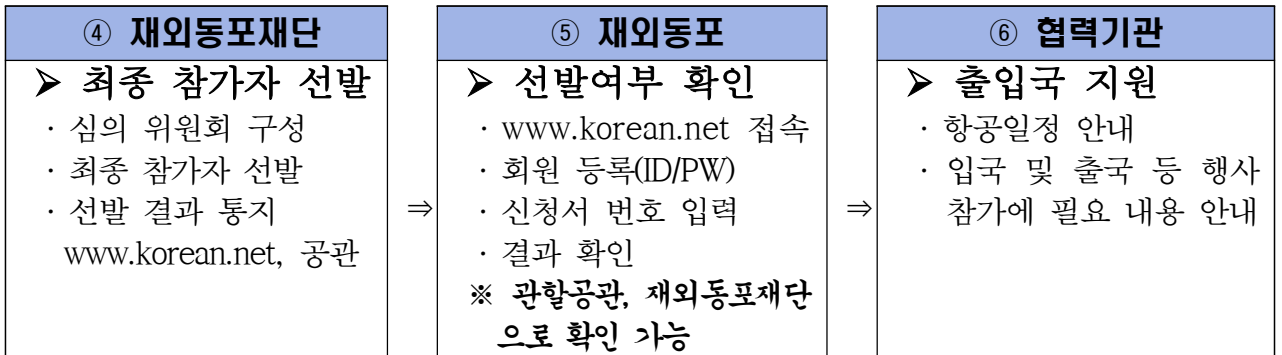 ④ 재외동포재단
➢ 최종 참가자 선발
· 심의 위원회 구성
· 최종 참가자 선발
· 선발 결과 통지
www.korean.net, 공관
⇒
⑤ 재외동포
➢ 선발여부 확인
· www.korean.net 접속
· 회원 등록(ID/PW)
· 신청서 번호 입력
· 결과 확인
※ 관할공관, 재외동포재단
으로 확인 가능
⇒
⑥ 협력기관
➢ 출입국 지원
· 항공일정 안내
· 입국 및 출국 등 행사
참가에 필요 내용 안내